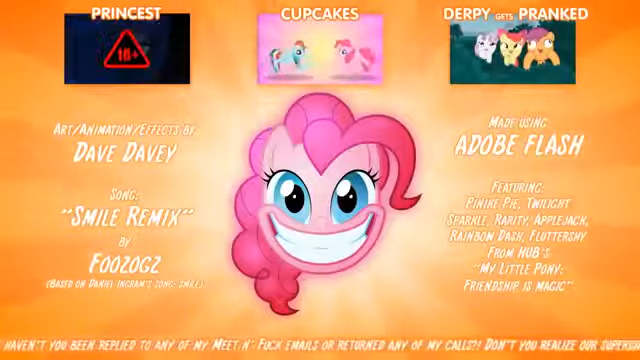 PRINCEST
CUPCAKES
DERPY GETS PRANKED
18+
ART/ANIMATION/EFFECTS BY
DAVE DAVEY
SONG:
"SMILE REMIX"
BY
FOOZOGZ
(BASED ON DANIEL INGRAM'S SONG: SMILE)
MADE USING
ADOBE FLASH
FEATURING:
PINIKE PIE, TWILIGHT
SPARKLE, RARITY, APPLEJACK,
RAINBOW DASH, FLUTTERSHY
FROM HUB'S
"MY LITTLE PONY:
FRIENDSHIP IS MAGIC"
HAVEN'T YOU BEEN REPLIED TO ANY OF MY MEET N' FUCK EMAILS OR RETURNED ANY OF MY CALLS?! DON'T YOU REALIZE OUR